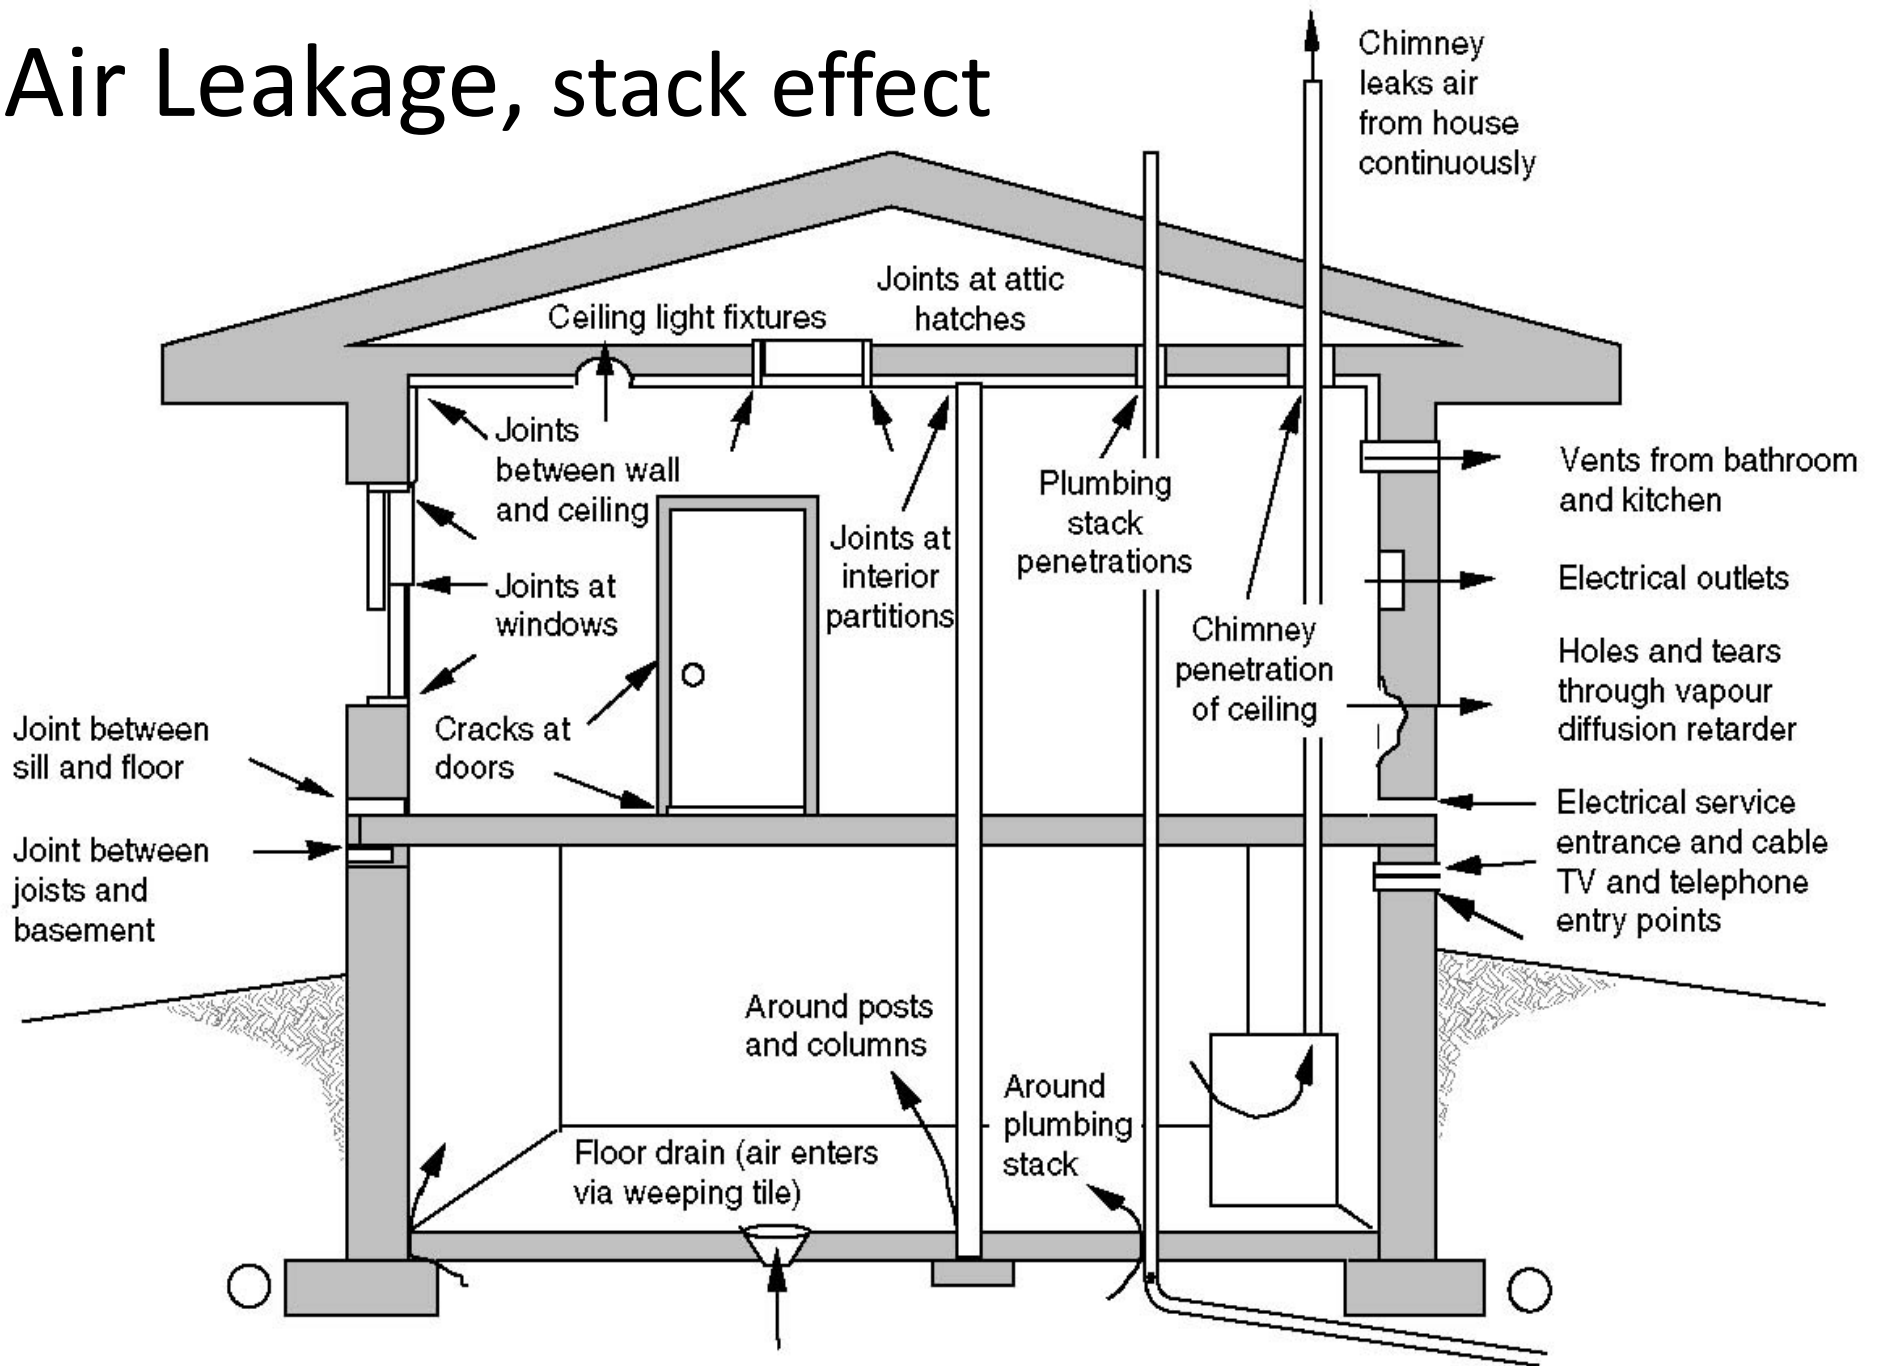 Air Leakage, stack effect
Chimney
leaks air
from house
continuously
Joints at attic
hatches
Ceiling light fixtures
Joints
between wall
and ceiling
Joints at
windows
Cracks at
doors
Joints at
interior
partitions
Plumbing
stack
penetrations
Chimney
penetration
of ceiling
Vents from bathroom
and kitchen
Electrical outlets
Holes and tears
through vapour
diffusion retarder
Electrical service
entrance and cable
TV and telephone
entry points
Joint between
sill and floor
Joint between
joists and
basement
Around posts
and columns
Around
plumbing
stack
Floor drain (air enters
via weeping tile)